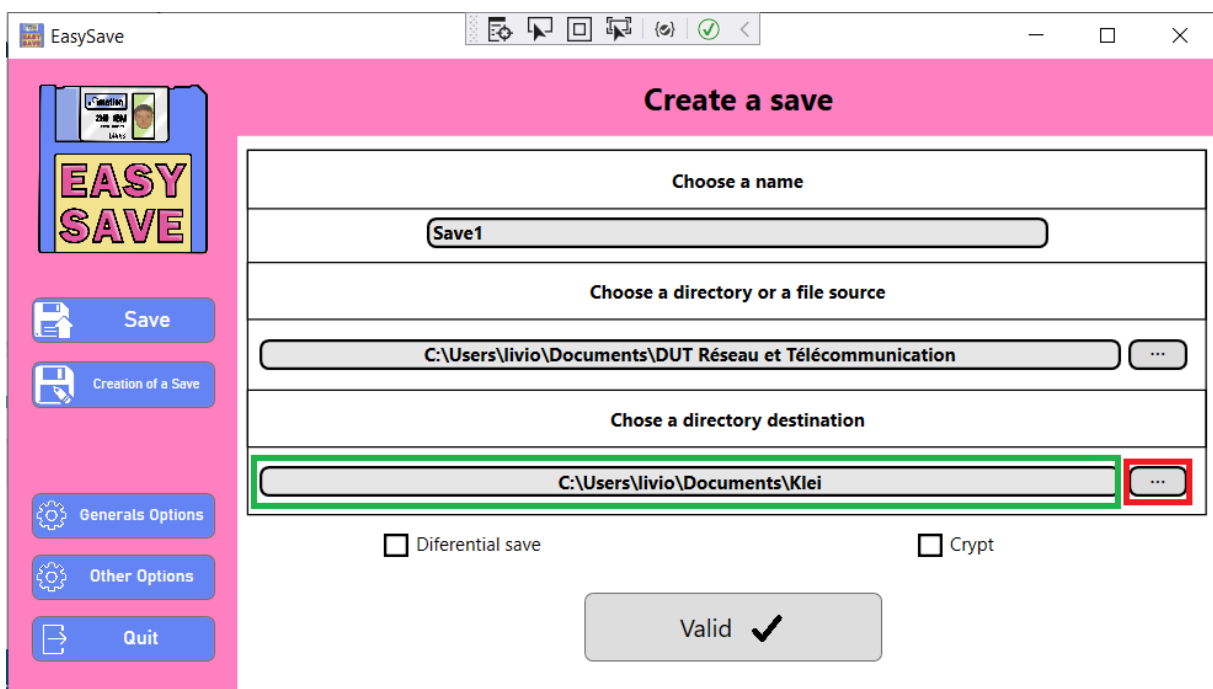 EasySave
Create a save
EASY
SAVE
Choose a name
Save1
Choose a directory or a file source
Save
C:\Users\livio\Documents\DUT Réseau et Télécommunication
...
Creation of a Save
Chose a directory destination
C:\Users\livio\Documents\Klei
...
Generals Options
Diferential save
Crypt
Other Options
Valid
Quit